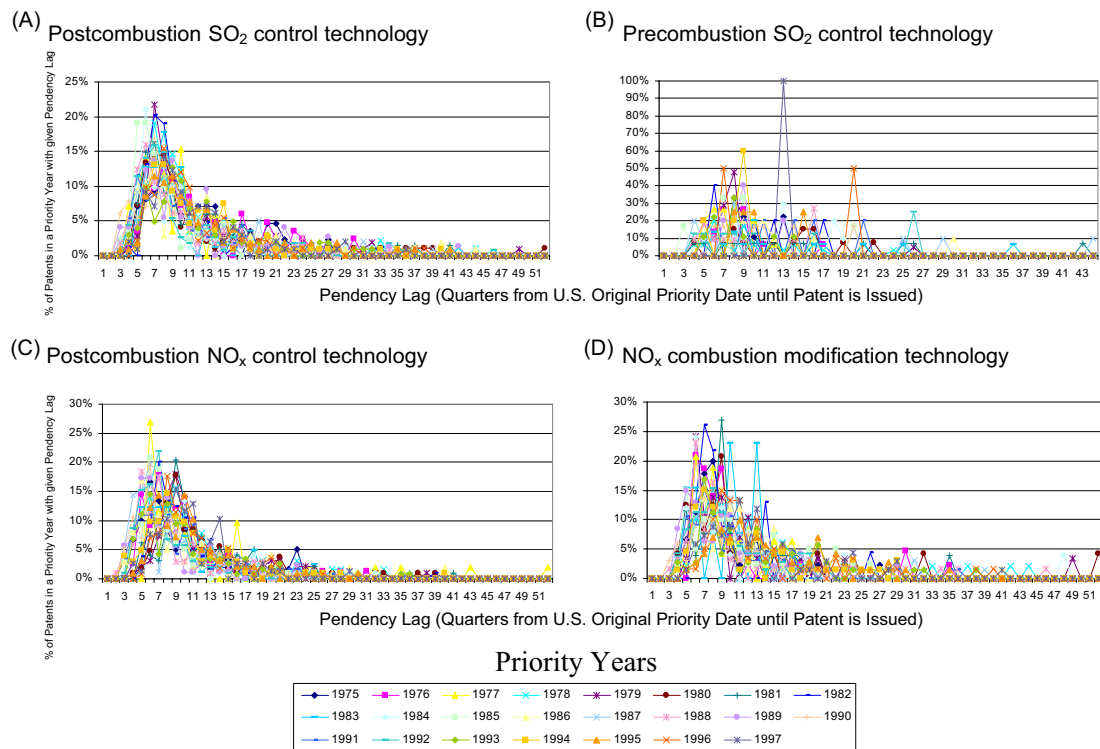 (A) Postcombustion SO2 control technology
% of Patents in a Priority Year with given Pendency Lag
25%
20%
15%
10%
5%
0%
1 3 5 7 9 11 13 15 17 19 21 23 25 27 29 31 33 35 37 39 41 43 45 47 49 51
(B) Precombustion SO2 control technology
100%
90%
80%
70%
60%
50%
40%
30%
20%
10%
0%
1 3 5 7 9 11 13 15 17 19 21 23 25 27 29 31 33 35 37 39 41 43
Pendency Lag (Quarters from U.S. Original Priority Date until Patent is Issued)
(C) Postcombustion NOx control technology
% of Patents in a Priority Year with given Pendency Lag
30%
25%
20%
15%
10%
5%
0%
1 3 5 7 9 11 13 15 17 19 21 23 25 27 29 31 33 35 37 39 41 43 45 47 49 51
(D) NOx combustion modification technology
30%
25%
20%
15%
10%
5%
0%
1 3 5 7 9 11 13 15 17 19 21 23 25 27 29 31 33 35 37 39 41 43 45 47 49 51
Pendency Lag (Quarters from U.S. Original Priority Date until Patent is Issued)
Priority Years
1975 1976 1977 1978 1979 1980 1981 1982
1983 1984 1985 1986 1987 1988 1989 1990
1991 1992 1993 1994 1995 1996 1997